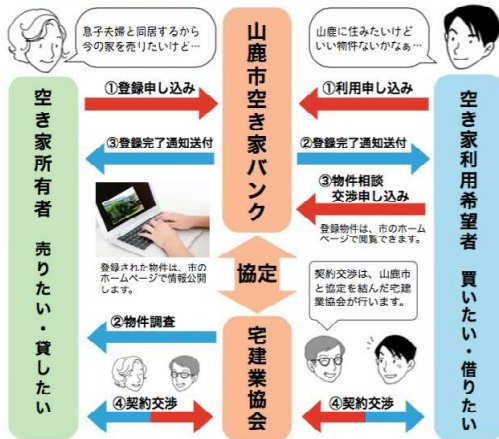 息子夫婦と同居するから
今の家を売りたいけど…
山鹿に住みたいけど
いい物件ないかなぁ…
空き家所有者 売りたい・貸したい
①登録申し込み
③登録完了通知送付
登録された物件は、市の
ホームページで情報公開
します。
②物件調査
④契約交渉
山鹿市空き家バンク
協定
宅建業協会
①利用申し込み
②登録完了通知送付
③物件相談
交渉申し込み
登録物件は、市のホーム
ページで閲覧できます。
契約交渉は、山鹿市
と協定を結んだ宅建
業協会が行います。
④契約交渉
空き家利用希望者 買いたい・借りたい